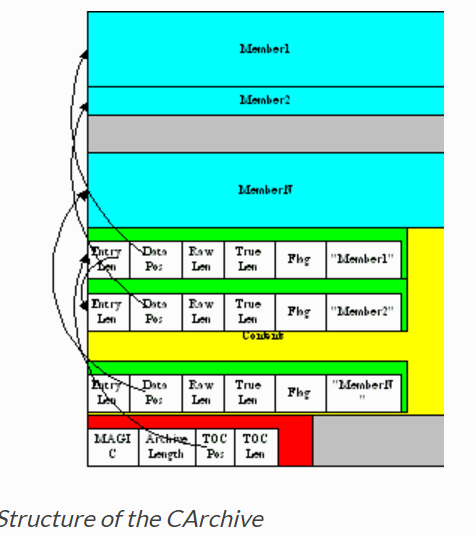 Member1
Member2
MemberN
Entry Data Raw True Flag "Member1"
Len Pos Len Len
Entry Data Raw True Flag "Member2"
Len Pos Len Len
Content
Entry Data Raw True Flag "MemberN
Len Pos Len Len "
MAGI Archive TOC TOC
C Length Pos Len
Structure of the CArchive